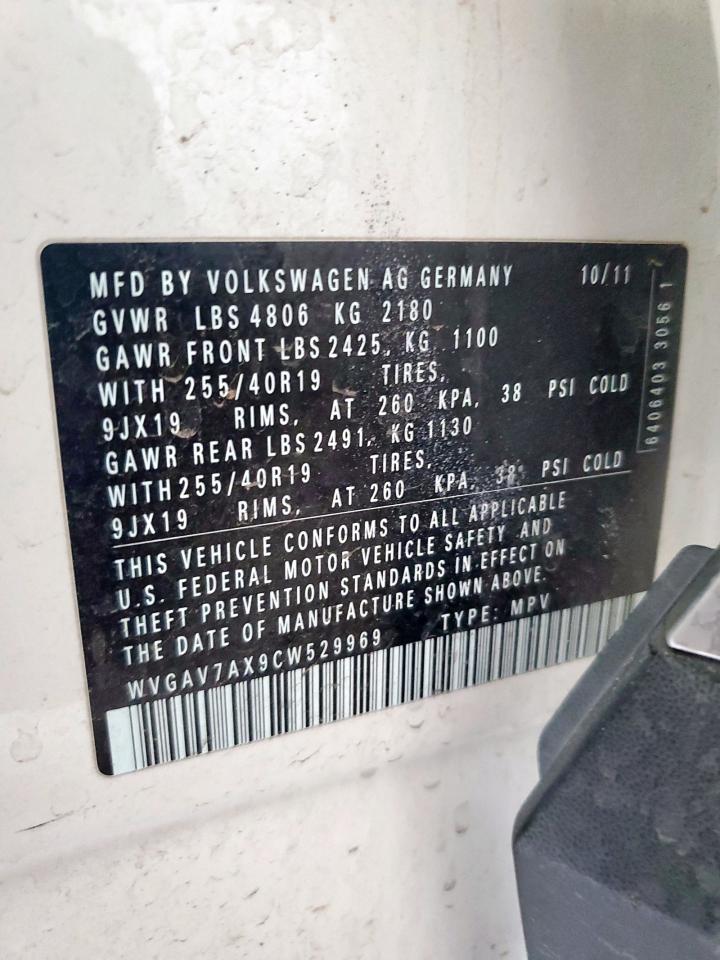 MFD BY VOLKSWAGEN AG GERMANY 10/11
GVWR LBS 4806 KG 2180
GAWR FRONT LBS 2425, KG 1100
WITH 255/40R19 TIRES,
9JX19 RIMS, AT 260 KPA, 38 PSI COLD
GAWR REAR LBS 2491, KG 1130
WITH 255/40R19 TIRES,
9JX19 RIMS, AT 260 KPA, 38 PSI COLD
THIS VEHICLE CONFORMS TO ALL APPLICABLE
U.S. FEDERAL MOTOR VEHICLE SAFETY AND
THEFT PREVENTION STANDARDS IN EFFECT ON
THE DATE OF MANUFACTURE SHOWN ABOVE.
WVGAV7AX9CW529969 TYPE: MPV
6406403 3056 1